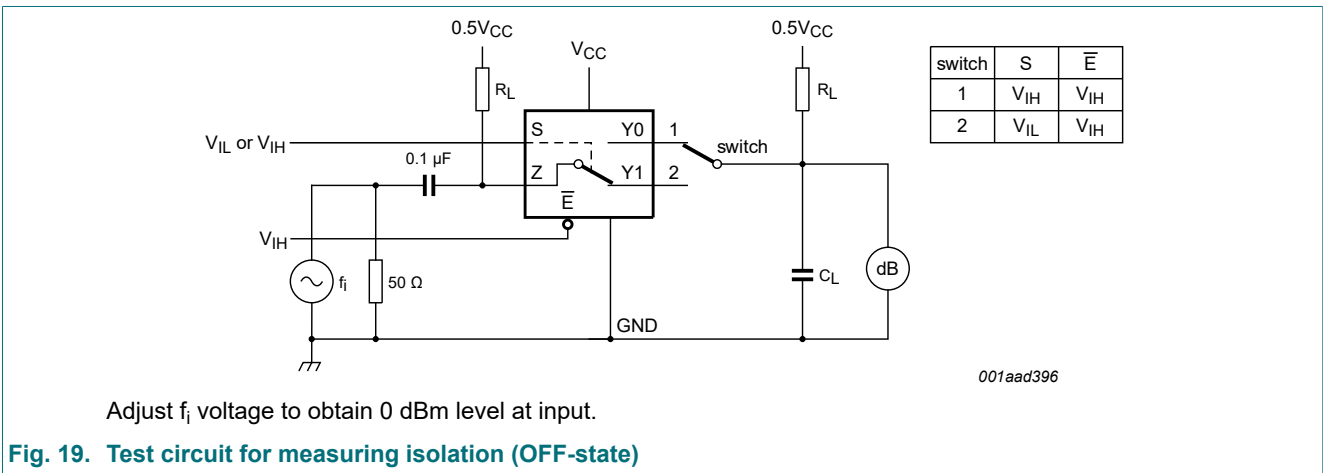 0.5VCC
0.5VCC
VCC
RL
RL
switch S E̅
1 VIH VIH
2 VIL VIH
VIL or VIH
S
Y0
1
switch
0.1 µF
Z
Y1
2
E̅
VIH
fi
50 Ω
CL
dB
GND
001aad396
Adjust fi voltage to obtain 0 dBm level at input.
Fig. 19. Test circuit for measuring isolation (OFF-state)